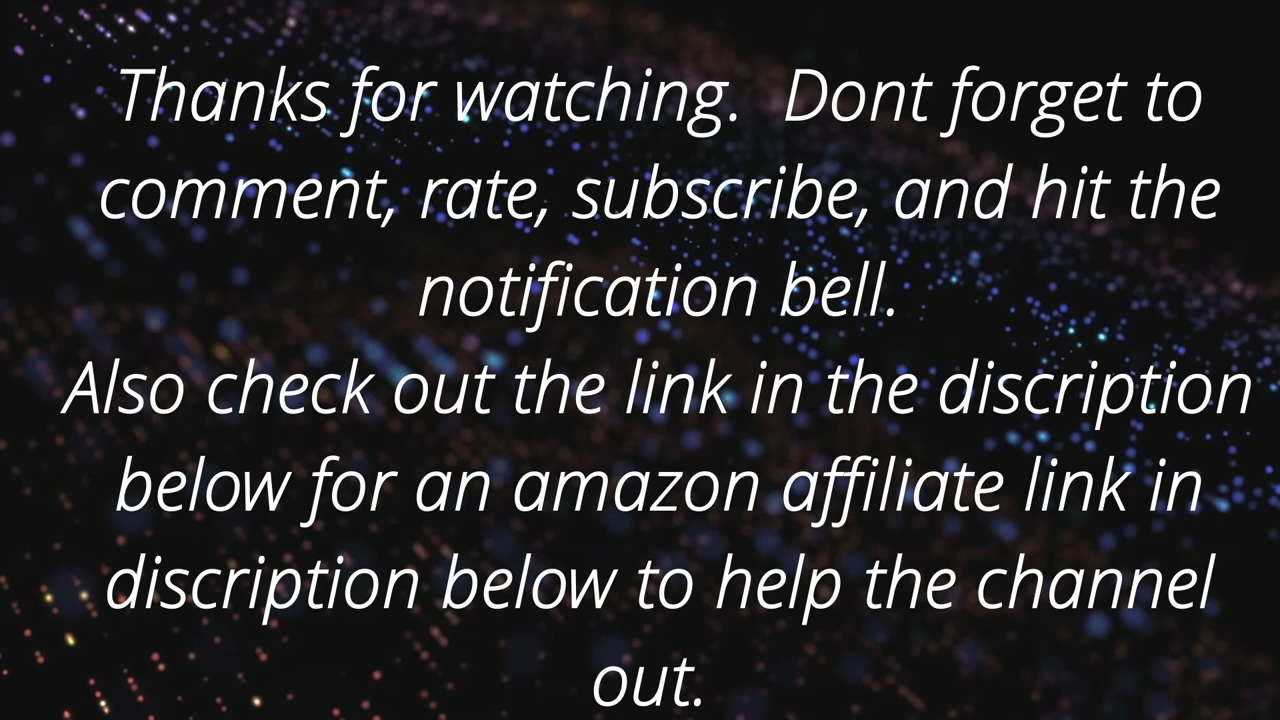 Thanks for watching.  Dont forget to
comment, rate, subscribe, and hit the
notification bell.
Also check out the link in the discription
below for an amazon affiliate link in
discription below to help the channel
out.